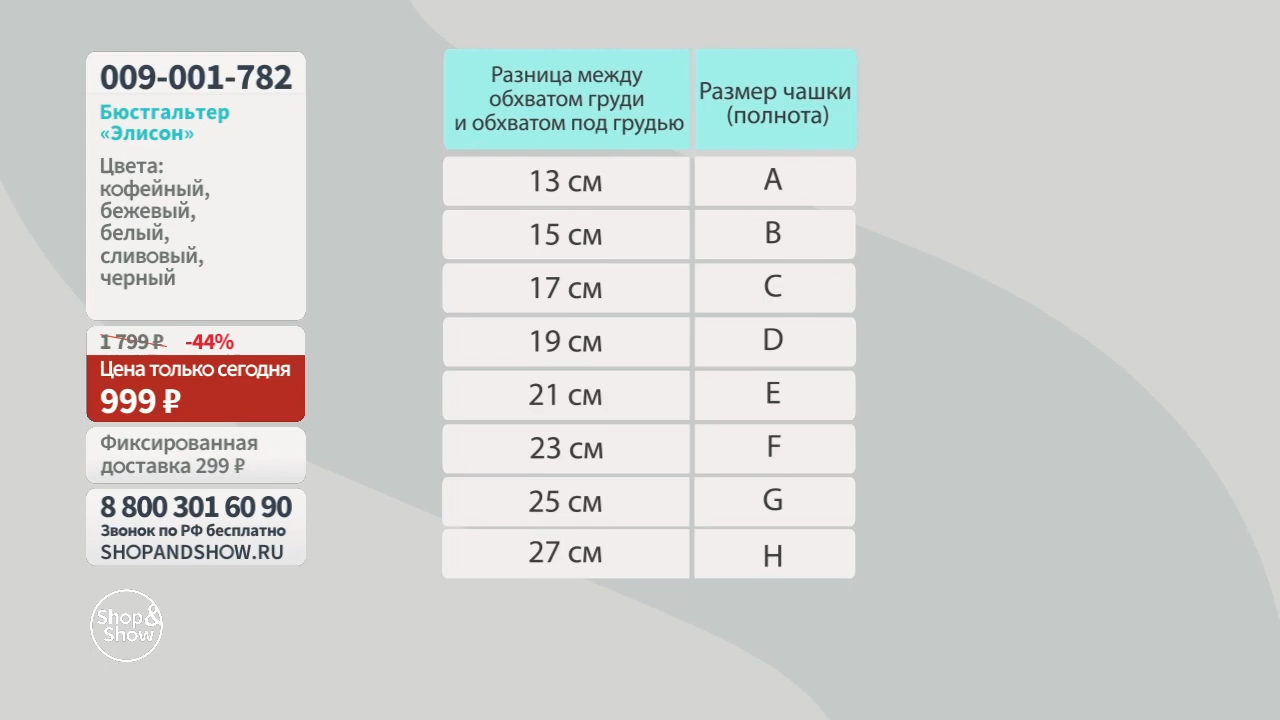 009-001-782
Бюстгальтер
«Элисон»
Цвета:
кофейный,
бежевый,
белый,
сливовый,
черный
1 799 ₽ -44%
Цена только сегодня
999 ₽
Фиксированная
доставка 299 ₽
8 800 301 60 90
Звонок по РФ бесплатно
SHOPANDSHOW.RU
Shop&
Show
Разница между
обхватом груди
и обхватом под грудью
Размер чашки
(полнота)
13 см A
15 см B
17 см C
19 см D
21 см E
23 см F
25 см G
27 см H